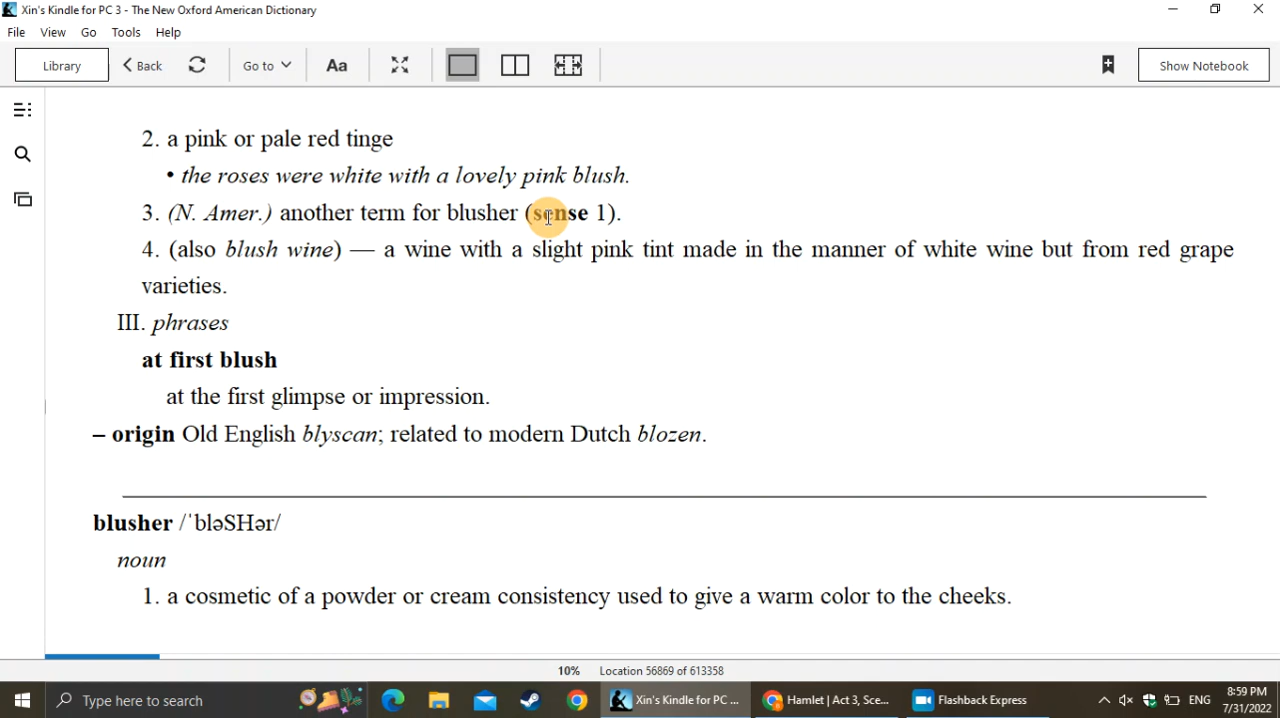 Xin's Kindle for PC 3 - The New Oxford American Dictionary
File View Go Tools Help
Library Back Go to Aa Show Notebook
2. a pink or pale red tinge
• the roses were white with a lovely pink blush.
3. (N. Amer.) another term for blusher (sense 1).
4. (also blush wine) — a wine with a slight pink tint made in the manner of white wine but from red grape
varieties.
III. phrases
at first blush
at the first glimpse or impression.
– origin Old English blyscan; related to modern Dutch blozen.
blusher /ˈbləSHər/
noun
1. a cosmetic of a powder or cream consistency used to give a warm color to the cheeks.
10% Location 56869 of 613358
Type here to search Xin's Kindle for PC ... Hamlet | Act 3, Sce... Flashback Express ENG 8:59 PM
7/31/2022